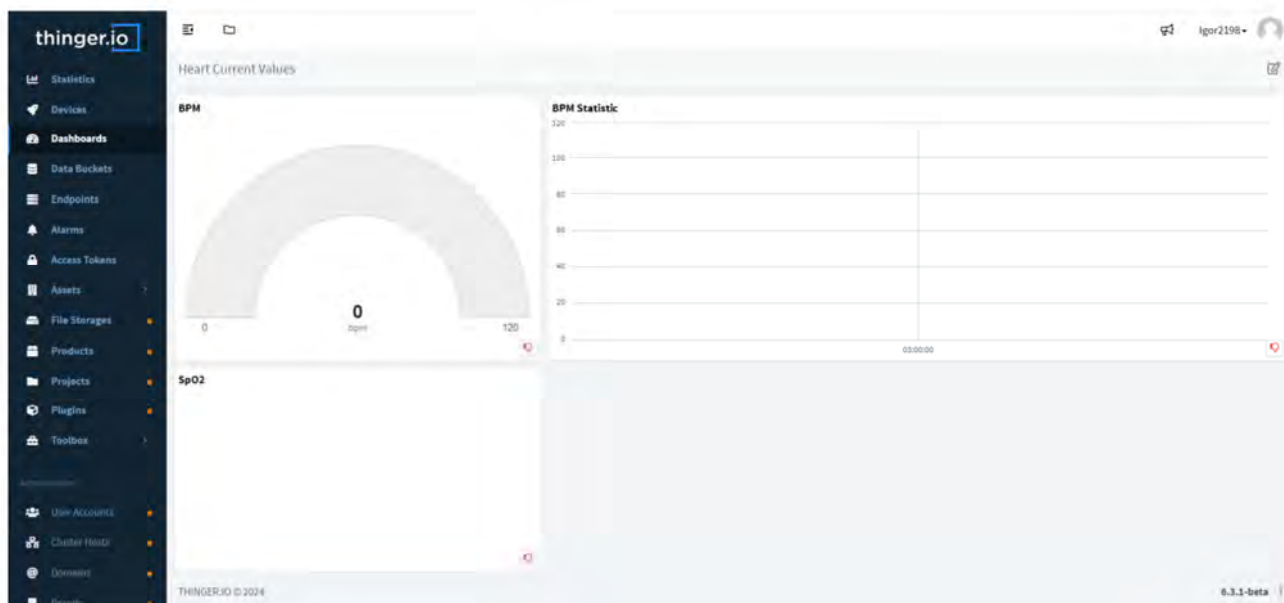 thinger.io
Igor2198
Statistics
Devices
Dashboards
Data Buckets
Endpoints
Alarms
Access Tokens
Assets
File Storages
Products
Projects
Plugins
Toolbox
User Accounts
Cluster Hosts
Domains
Brands
Heart Current Values
BPM
0
bpm
0
120
BPM Statistic
120
100
80
60
40
20
0
03:00:00
SpO2
THINGER.IO © 2024
6.3.1-beta